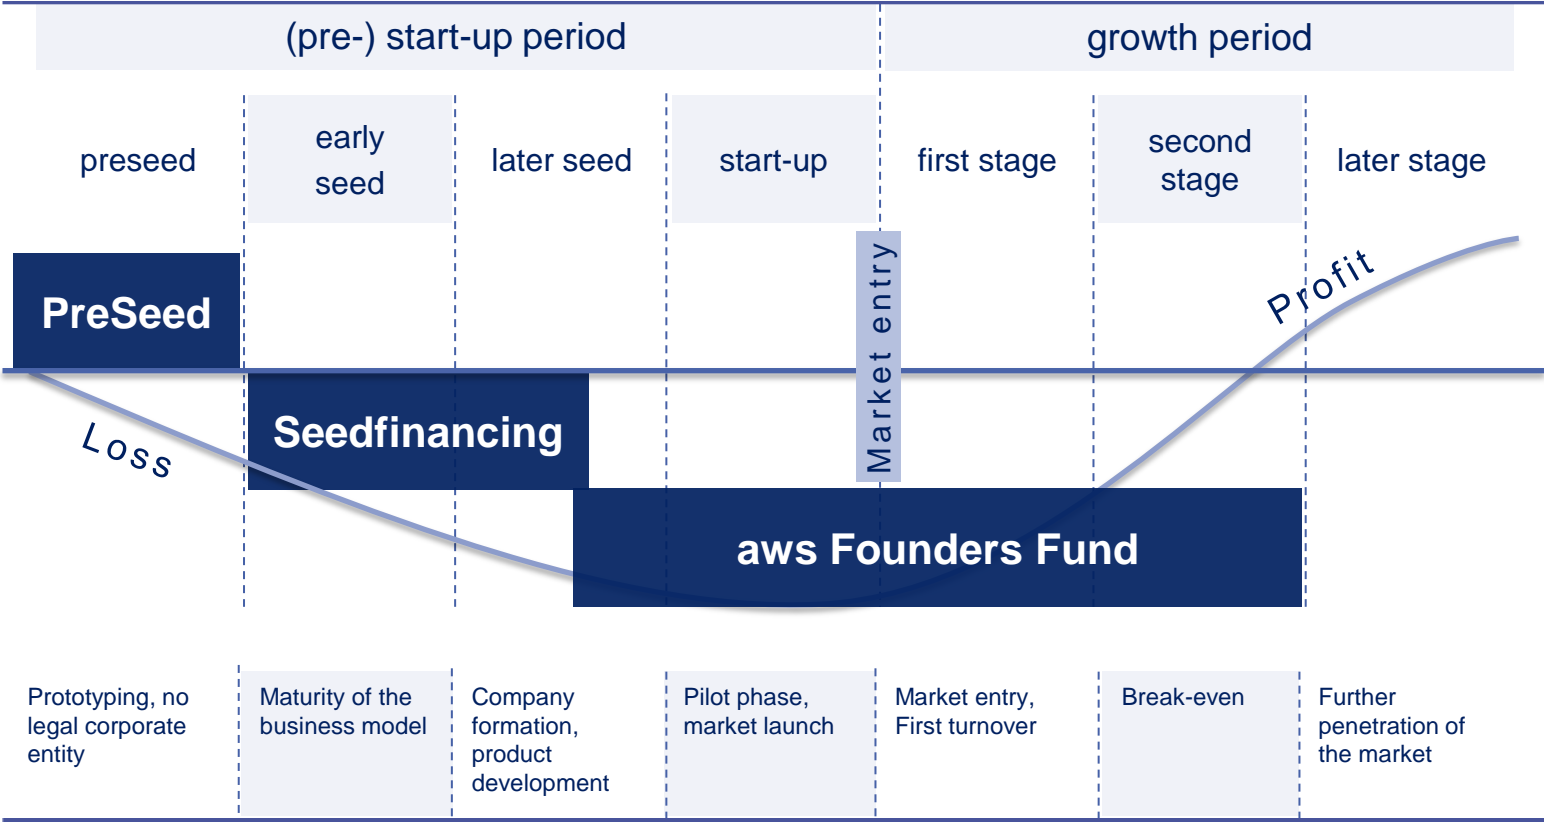 (pre-) start-up period
growth period
preseed
early
seed
later seed
start-up
first stage
second
stage
later stage
PreSeed
Market entry
Profit
Loss
Seedfinancing
aws Founders Fund
Prototyping, no
legal corporate
entity
Maturity of the
business model
Company
formation,
product
development
Pilot phase,
market launch
Market entry,
First turnover
Break-even
Further
penetration of
the market